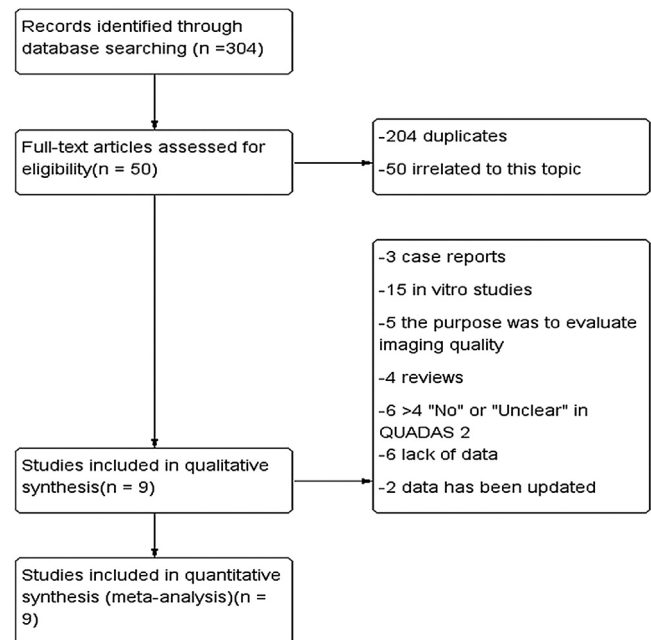 Records identified through
database searching (n =304)
Full-text articles assessed for
eligibility(n = 50)
-204 duplicates
-50 irrelated to this topic
-3 case reports
-15 in vitro studies
-5 the purpose was to evaluate
imaging quality
-4 reviews
-6 >4 "No" or "Unclear" in
QUADAS 2
-6 lack of data
-2 data has been updated
Studies included in qualitative
synthesis(n = 9)
Studies included in quantitative
synthesis (meta-analysis)(n =
9)